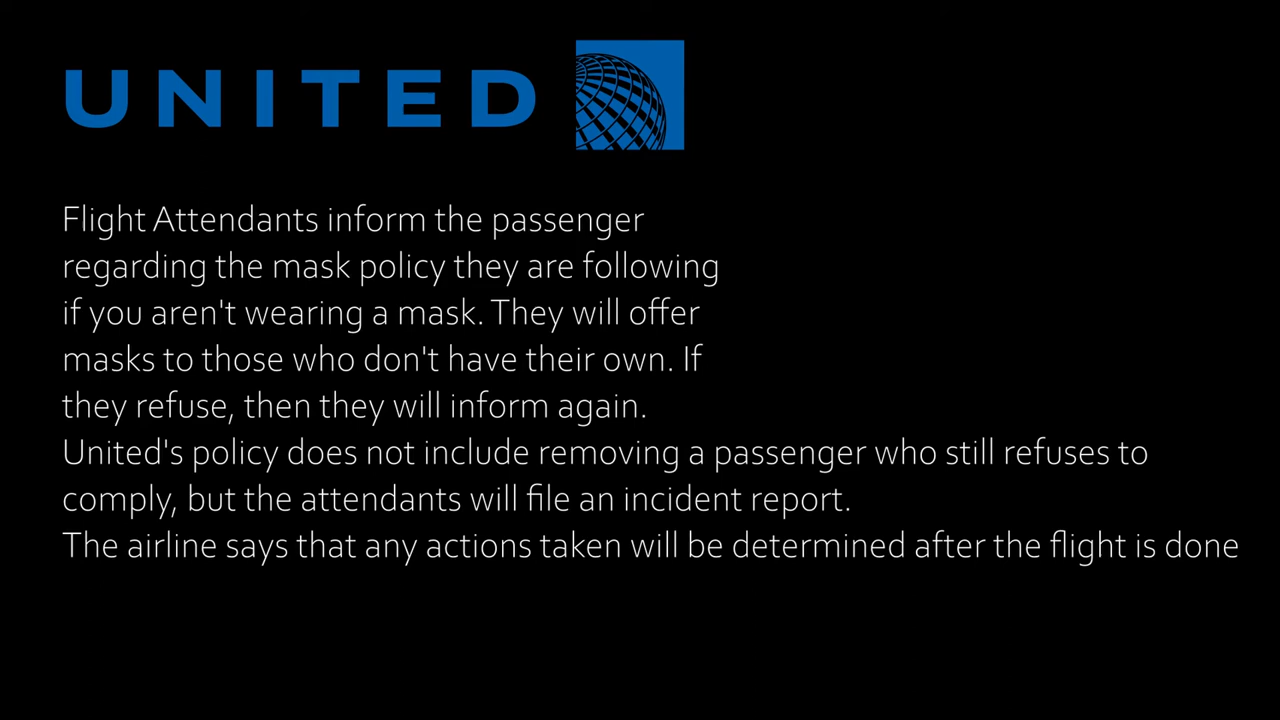 UNITED
Flight Attendants inform the passenger
regarding the mask policy they are following
if you aren't wearing a mask. They will offer
masks to those who don't have their own. If
they refuse, then they will inform again.
United's policy does not include removing a passenger who still refuses to
comply, but the attendants will file an incident report.
The airline says that any actions taken will be determined after the flight is done